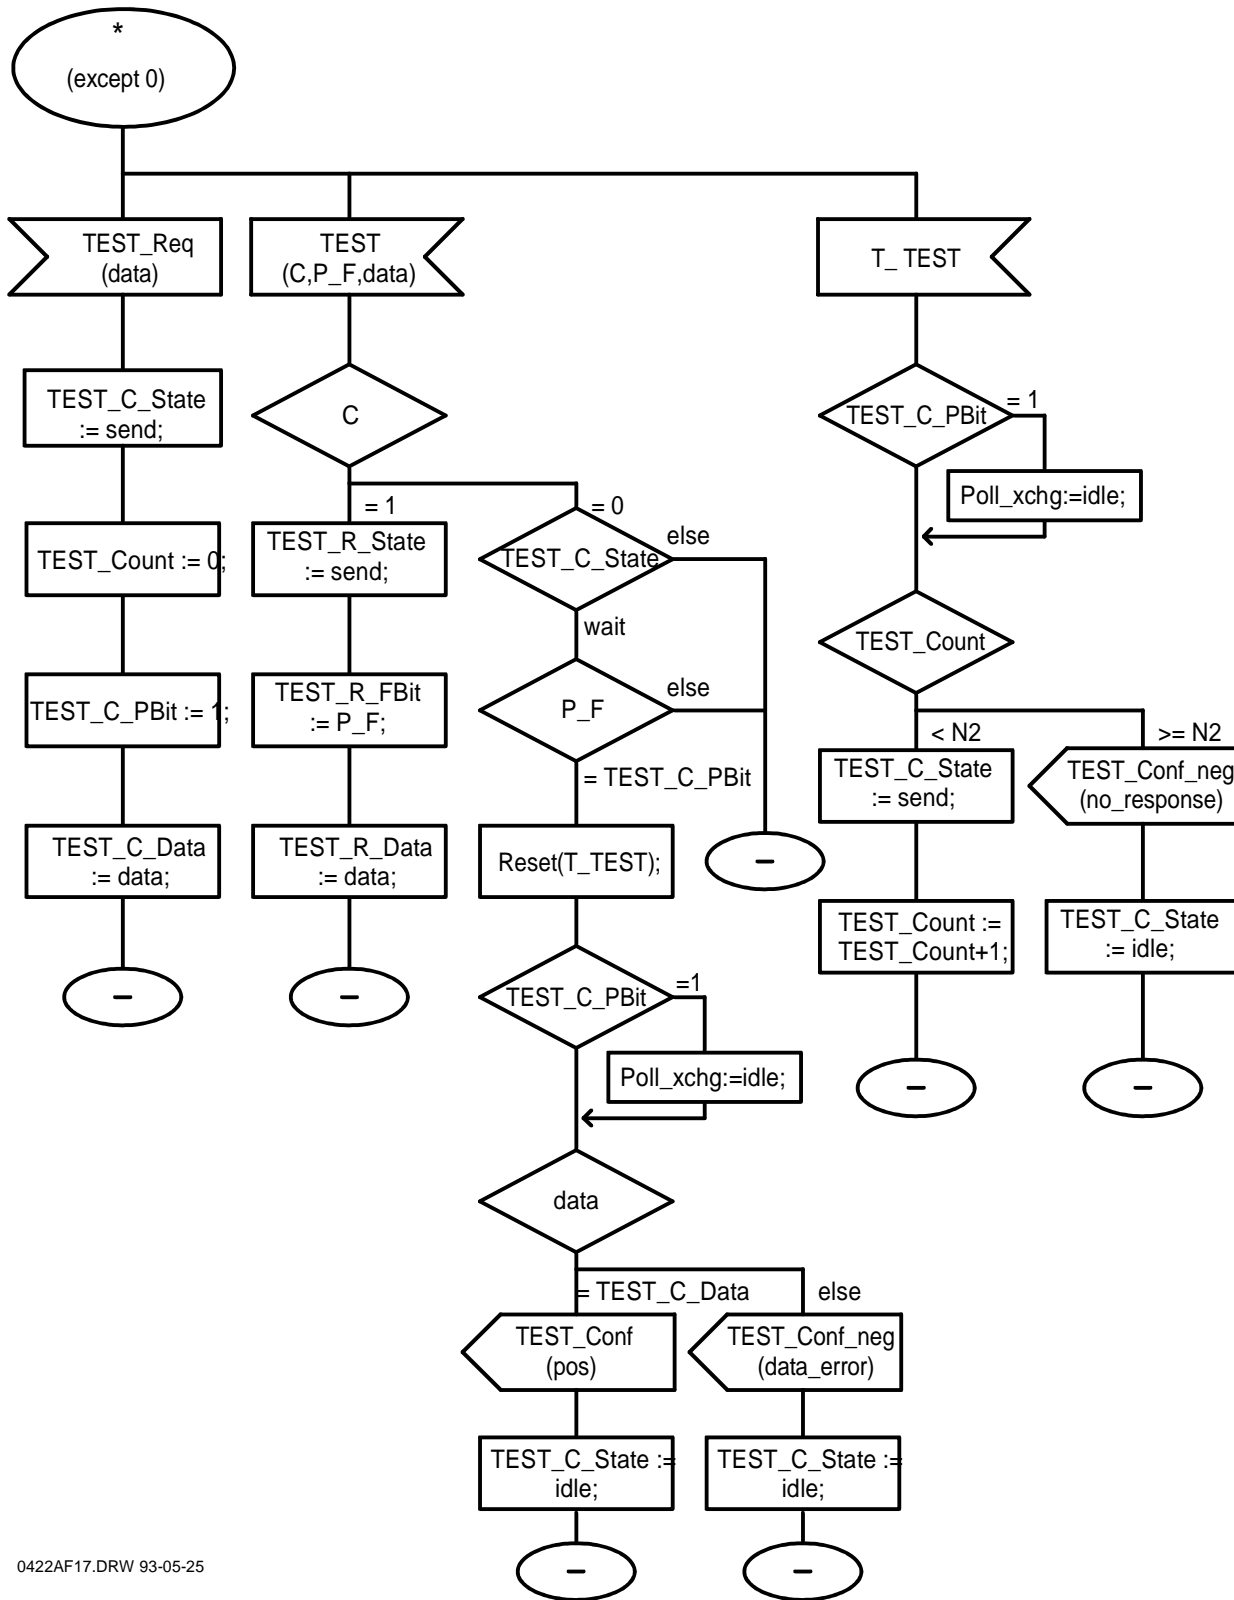 *
(except 0)
TEST_Req
(data)
TEST
(C,P_F,data)
T_ TEST
TEST_C_State
:= send;
C
TEST_C_PBit
= 1
Poll_xchg:=idle;
TEST_Count := 0;
= 1
TEST_R_State
:= send;
= 0
TEST_C_State
else
wait
TEST_Count
TEST_C_PBit := 1;
TEST_R_FBit
:= P_F;
P_F
else
= TEST_C_PBit
< N2
TEST_C_State
:= send;
>= N2
TEST_Conf_neg
(no_response)
TEST_C_Data
:= data;
TEST_R_Data
:= data;
Reset(T_TEST);
–
TEST_Count :=
TEST_Count+1;
TEST_C_State
:= idle;
–
–
TEST_C_PBit
=1
Poll_xchg:=idle;
–
–
data
= TEST_C_Data
else
TEST_Conf
(pos)
TEST_Conf_neg
(data_error)
TEST_C_State :=
idle;
TEST_C_State :=
idle;
–
–
0422AF17.DRW 93-05-25